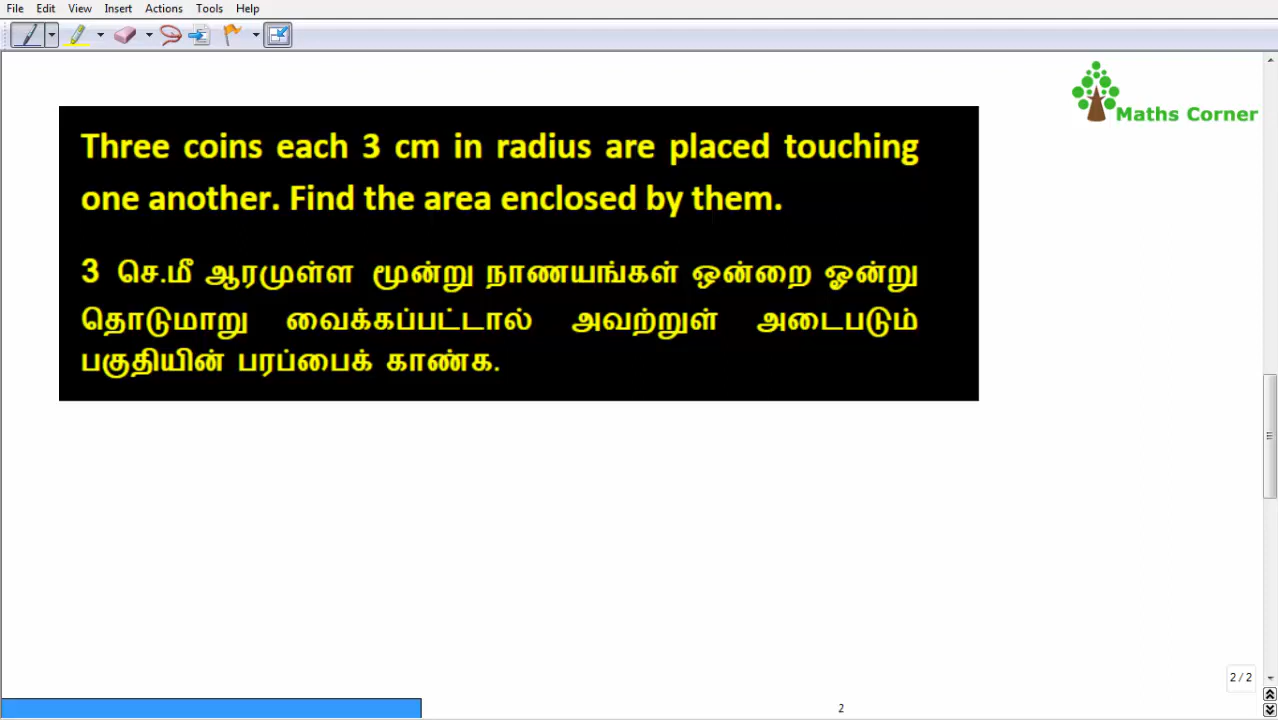 File Edit View Insert Actions Tools Help
Maths Corner
Three coins each 3 cm in radius are placed touching
one another. Find the area enclosed by them.
3 செ.மீ ஆரமுள்ள மூன்று நாணயங்கள் ஒன்றை ஓன்று
தொடுமாறு வைக்கப்பட்டால் அவற்றுள் அடைபடும்
பகுதியின் பரப்பைக் காண்க.
2 / 2
2